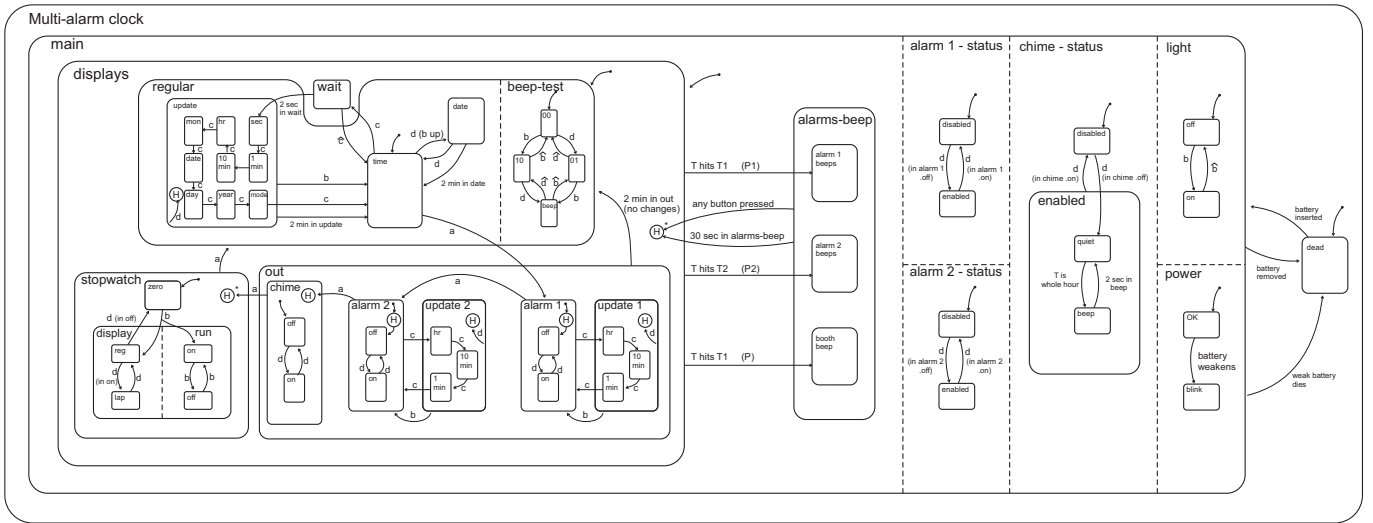 Multi-alarm clock
main
displays
regular
update
mon
hr
sec
c
c
c
c
date
10
min
1
min
c
H
day
year
mode
c
c
d
2 sec
in wait
wait
c
ĉ
time
d (b up)
d
date
2 min in date
b
c
2 min in update
a
beep-test
00
10
01
beep
b
d
b̂
d̂
d̂
b̂
d
b
a
stopwatch
zero
H*
a
d (in off)
b
display
run
reg
lap
d
(in on)
d
on
off
b
b
out
chime
H
off
on
d
d
a
alarm 2
H
off
on
d
d
c
c
b
update 2
H
d
hr
c
10
min
c
1
min
a
alarm 1
H
off
on
d
d
c
c
b
update 1
H
d
hr
c
10
min
c
1
min
2 min in out
(no changes)
H*
T hits T1 (P1)
any button pressed
30 sec in alarms-beep
T hits T2 (P2)
T hits T1 (P)
alarms-beep
alarm 1
beeps
alarm 2
beeps
booth
beep
alarm 1 - status
disabled
d
(in alarm 1
.off)
d
(in alarm 1
.on)
enabled
alarm 2 - status
disabled
d
(in alarm 2
.off)
d
(in alarm 2
.on)
enabled
chime - status
disabled
d
(in chime .on)
d
(in chime .off)
enabled
quiet
T is
whole hour
2 sec in
beep
beep
light
off
b
b̂
on
power
OK
battery
weakens
blink
battery
inserted
battery
removed
dead
weak battery
dies